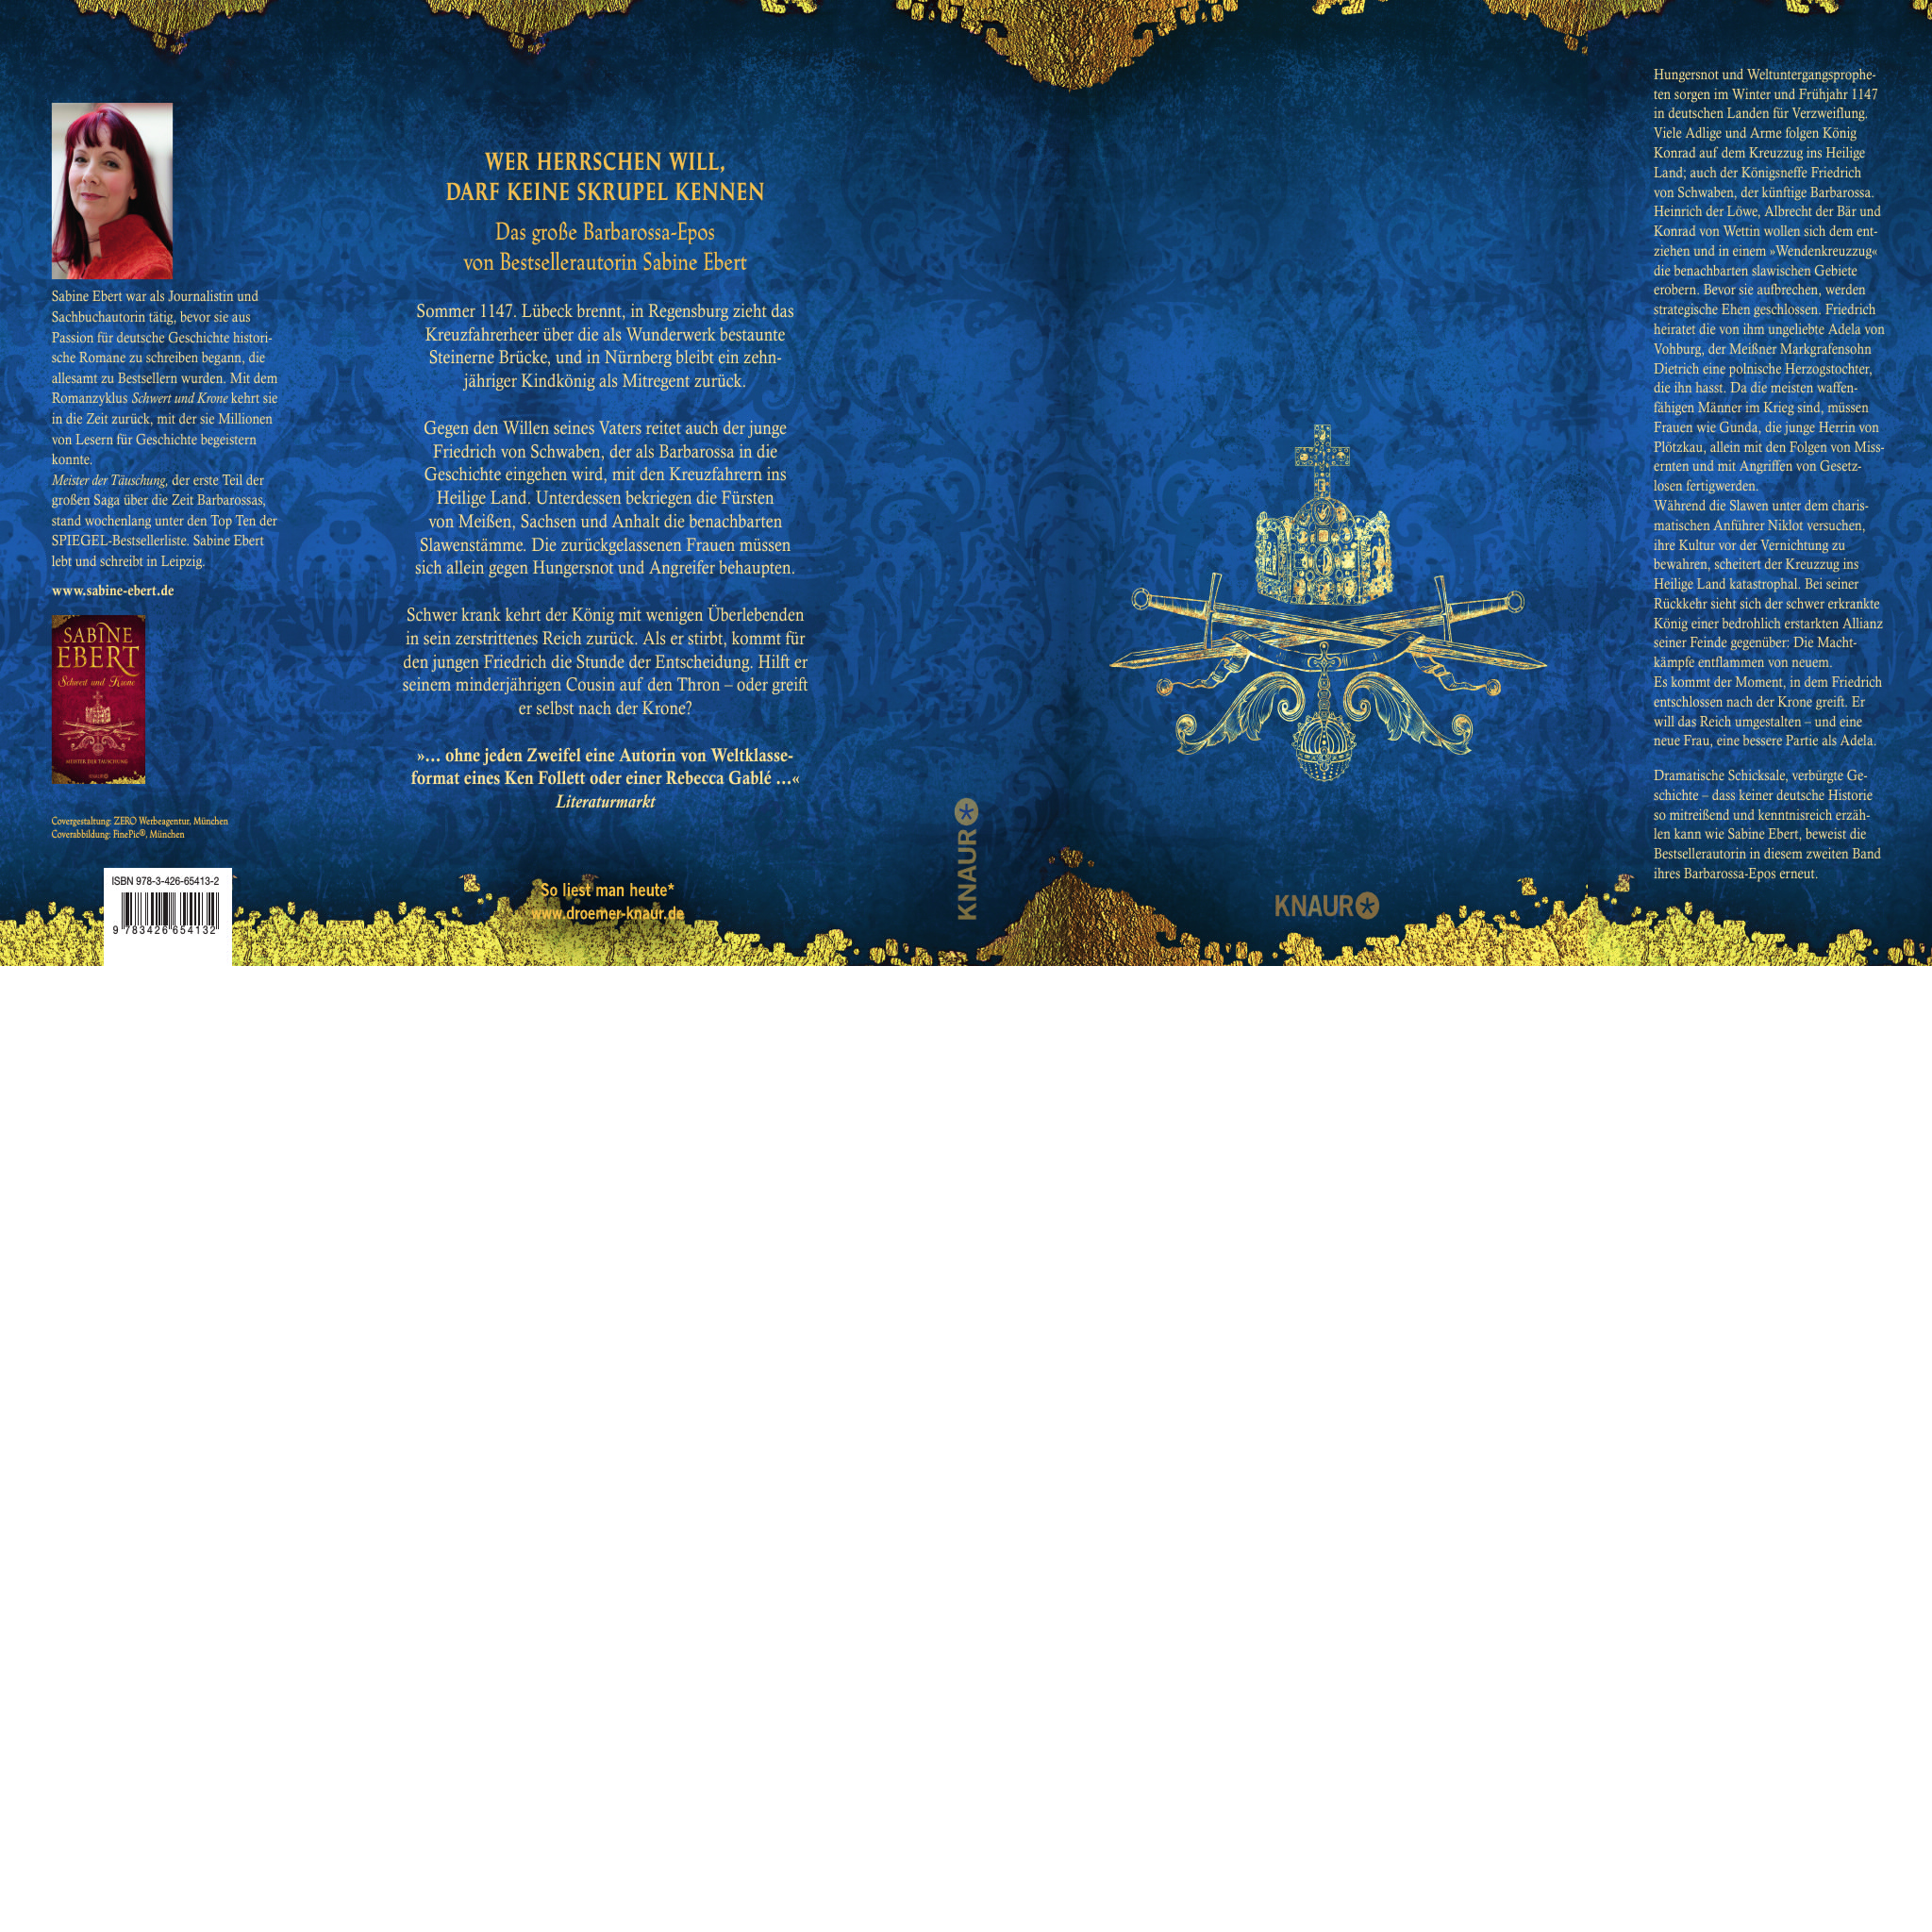 Sabine Ebert war als Journalistin und
Sachbuchautorin tätig, bevor sie aus
Passion für deutsche Geschichte histori-
sche Romane zu schreiben begann, die
allesamt zu Bestsellern wurden. Mit dem
Romanzyklus Schwert und Krone kehrt sie
in die Zeit zurück, mit der sie Millionen
von Lesern für Geschichte begeistern
konnte.
Meister der Täuschung, der erste Teil der
großen Saga über die Zeit Barbarossas,
stand wochenlang unter den Top Ten der
SPIEGEL-Bestsellerliste. Sabine Ebert
lebt und schreibt in Leipzig.
www.sabine-ebert.de
SABINE
EBERT
Schwert und Krone
MEISTER DER TÄUSCHUNG
KNAUR
Covergestaltung: ZERO Werbeagentur, München
Coverabbildung: FinePic®, München
ISBN 978-3-426-65413-2
9 783426 654132
WER HERRSCHEN WILL,
DARF KEINE SKRUPEL KENNEN
Das große Barbarossa-Epos
von Bestsellerautorin Sabine Ebert
Sommer 1147. Lübeck brennt, in Regensburg zieht das
Kreuzfahrerheer über die als Wunderwerk bestaunte
Steinerne Brücke, und in Nürnberg bleibt ein zehn-
jähriger Kindkönig als Mitregent zurück.
Gegen den Willen seines Vaters reitet auch der junge
Friedrich von Schwaben, der als Barbarossa in die
Geschichte eingehen wird, mit den Kreuzfahrern ins
Heilige Land. Unterdessen bekriegen die Fürsten
von Meißen, Sachsen und Anhalt die benachbarten
Slawenstämme. Die zurückgelassenen Frauen müssen
sich allein gegen Hungersnot und Angreifer behaupten.
Schwer krank kehrt der König mit wenigen Überlebenden
in sein zerstrittenes Reich zurück. Als er stirbt, kommt für
den jungen Friedrich die Stunde der Entscheidung. Hilft er
seinem minderjährigen Cousin auf den Thron – oder greift
er selbst nach der Krone?
»… ohne jeden Zweifel eine Autorin von Weltklasse-
format eines Ken Follett oder einer Rebecca Gablé …«
Literaturmarkt
So liest man heute*
www.droemer-knaur.de
KNAUR
KNAUR
Hungersnot und Weltuntergangsprophe-
ten sorgen im Winter und Frühjahr 1147
in deutschen Landen für Verzweiflung.
Viele Adlige und Arme folgen König
Konrad auf dem Kreuzzug ins Heilige
Land; auch der Königsneffe Friedrich
von Schwaben, der künftige Barbarossa.
Heinrich der Löwe, Albrecht der Bär und
Konrad von Wettin wollen sich dem ent-
ziehen und in einem »Wendenkreuzzug«
die benachbarten slawischen Gebiete
erobern. Bevor sie aufbrechen, werden
strategische Ehen geschlossen. Friedrich
heiratet die von ihm ungeliebte Adela von
Vohburg, der Meißner Markgrafensohn
Dietrich eine polnische Herzogstochter,
die ihn hasst. Da die meisten waffen-
fähigen Männer im Krieg sind, müssen
Frauen wie Gunda, die junge Herrin von
Plötzkau, allein mit den Folgen von Miss-
ernten und mit Angriffen von Gesetz-
losen fertigwerden.
Während die Slawen unter dem charis-
matischen Anführer Niklot versuchen,
ihre Kultur vor der Vernichtung zu
bewahren, scheitert der Kreuzzug ins
Heilige Land katastrophal. Bei seiner
Rückkehr sieht sich der schwer erkrankte
König einer bedrohlich erstarkten Allianz
seiner Feinde gegenüber: Die Macht-
kämpfe entflammen von neuem.
Es kommt der Moment, in dem Friedrich
entschlossen nach der Krone greift. Er
will das Reich umgestalten – und eine
neue Frau, eine bessere Partie als Adela.
Dramatische Schicksale, verbürgte Ge-
schichte – dass keiner deutsche Historie
so mitreißend und kenntnisreich erzäh-
len kann wie Sabine Ebert, beweist die
Bestsellerautorin in diesem zweiten Band
ihres Barbarossa-Epos erneut.